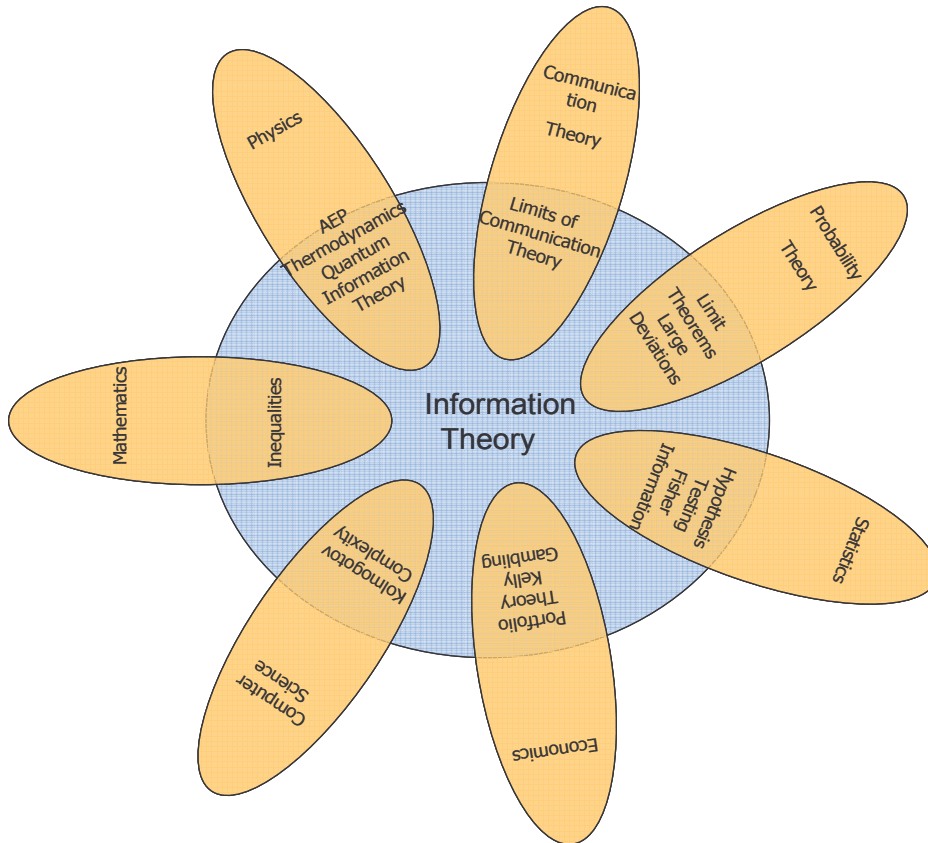 Communica
tion
Theory
Limits of
Communication
Theory
Physics
AEP
Thermodynamics
Quantum
Information
Theory
Probability
Theory
Limit
Theorems
Large
Deviations
Information
Theory
Mathematics
Inequalities
Hypothesis
Testing
Fisher
Information
Statistics
Kolmogotov
Complexity
Computer
Science
Portfolio
Theory
Kelly
Gambling
Economics